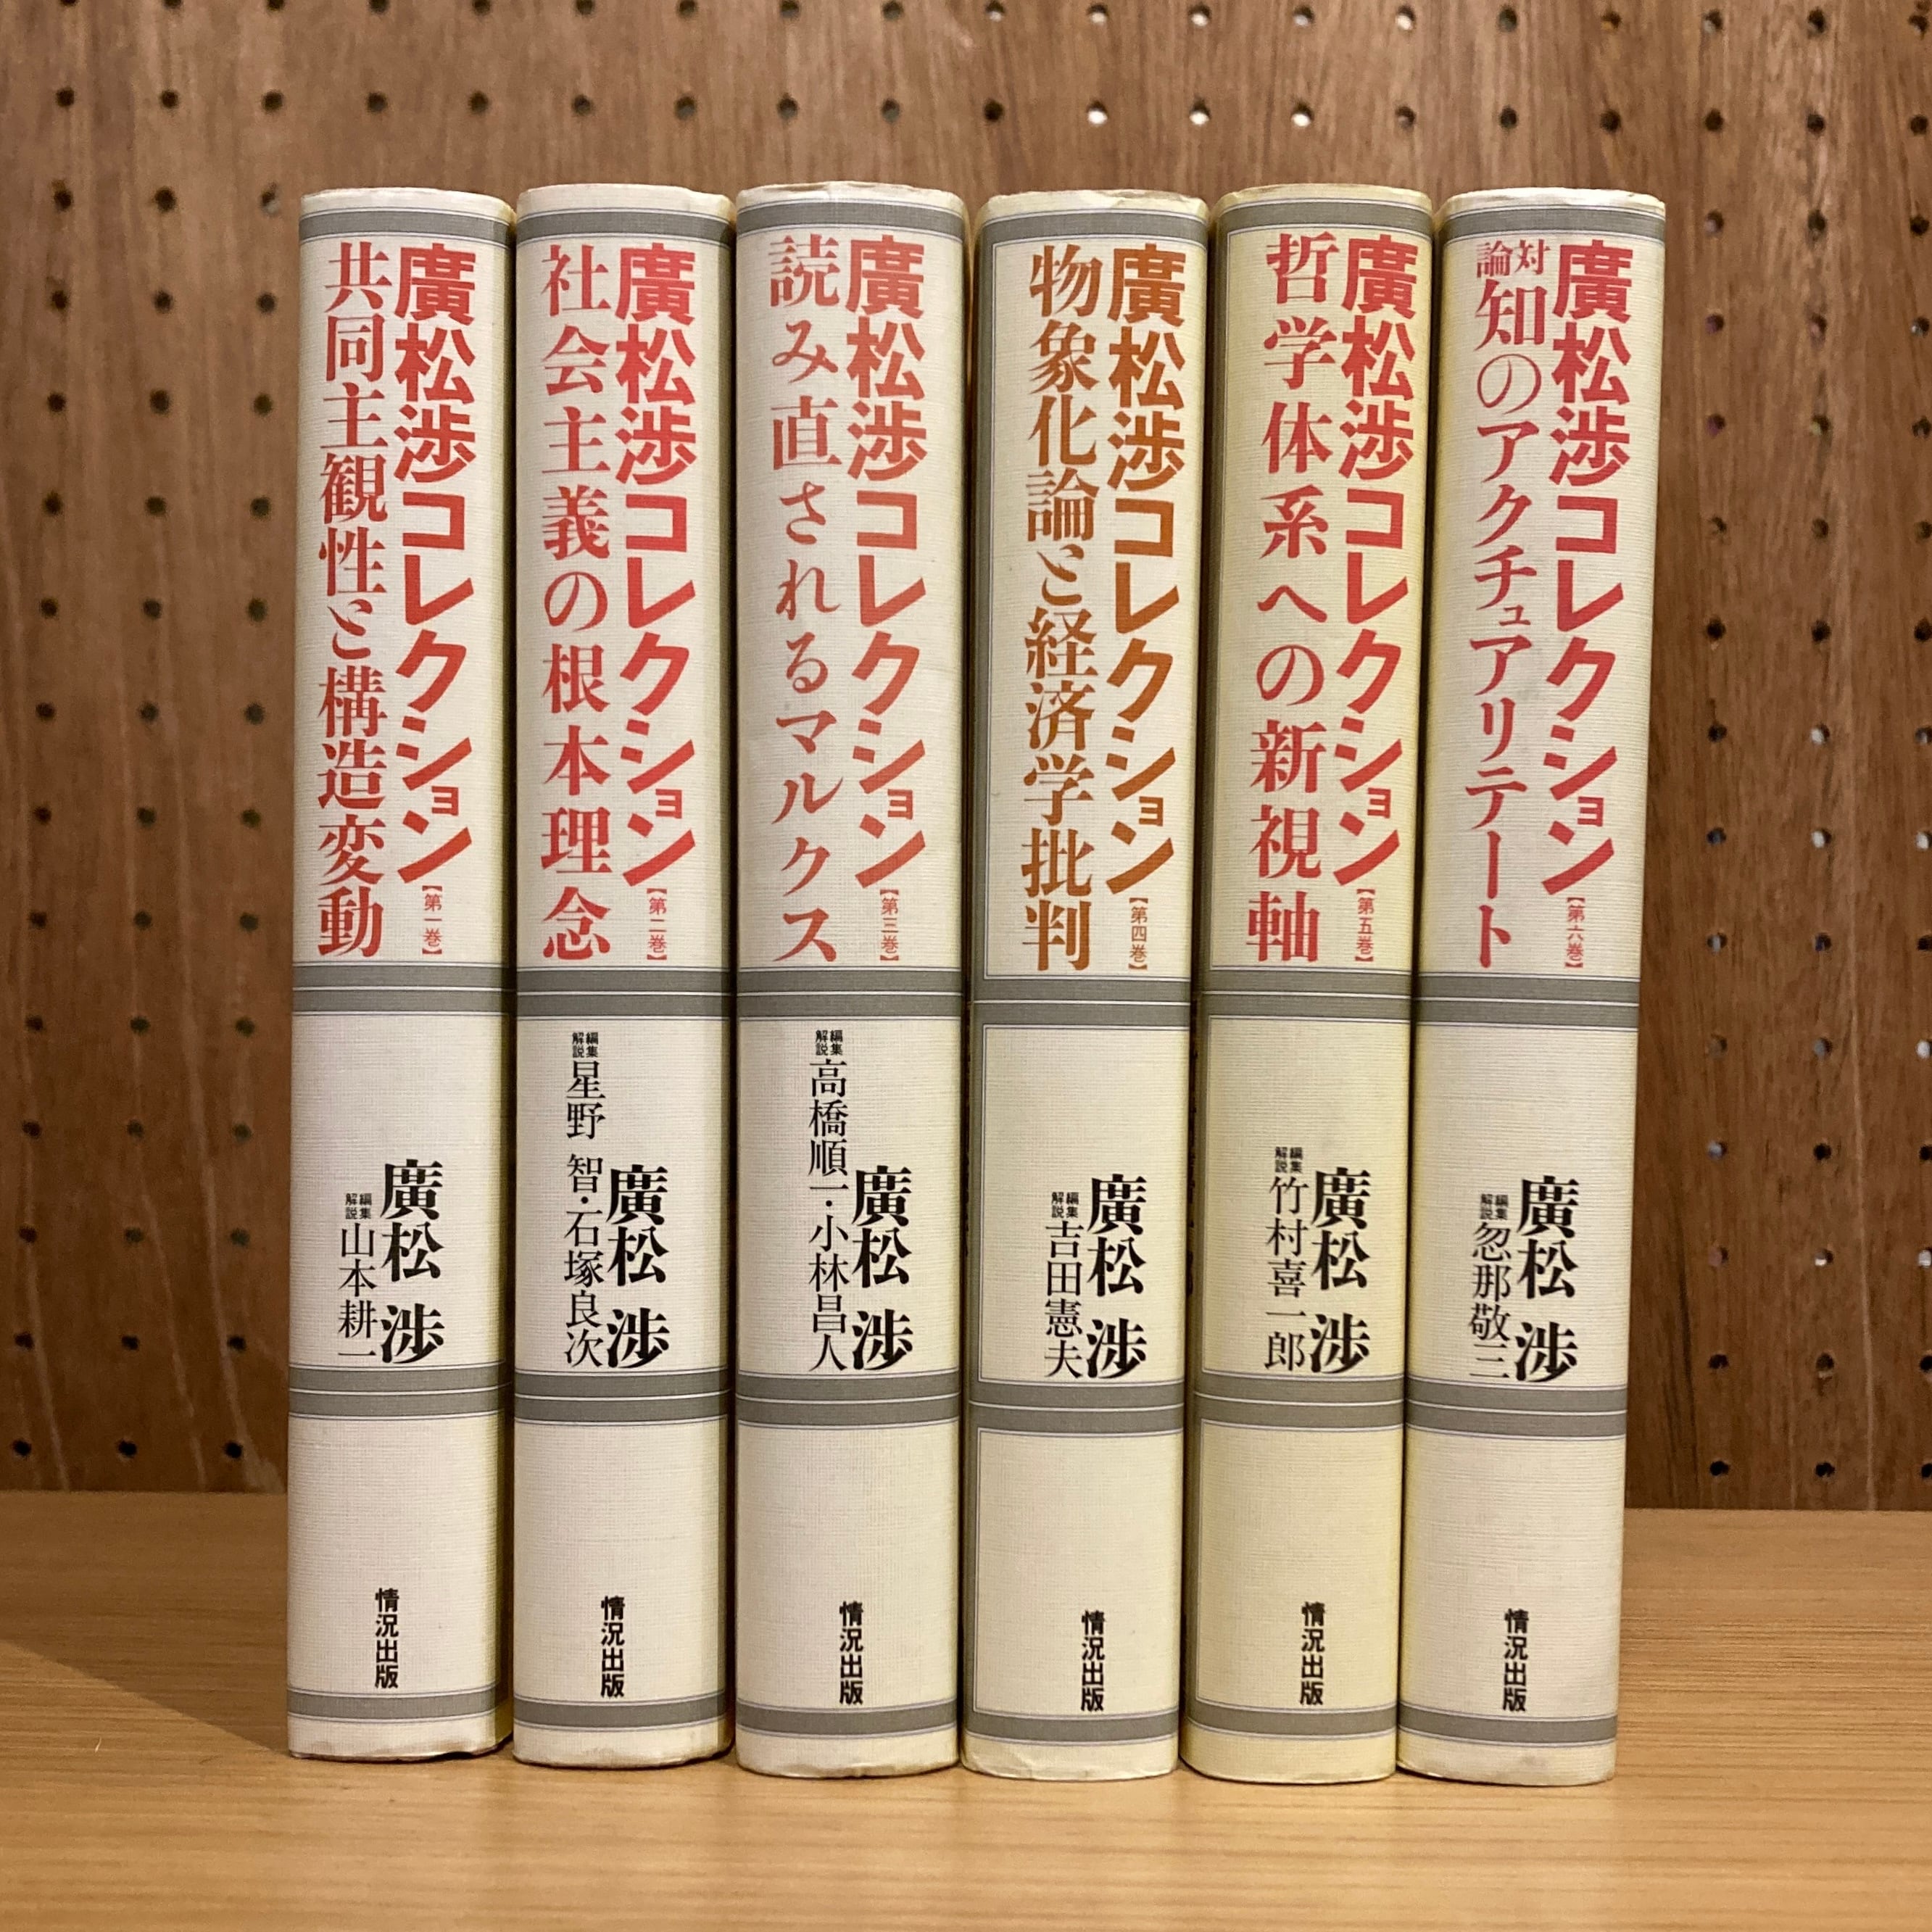 廣松渉コレクション【第一巻】
共同主観性と構造変動
廣松 渉
編集
解説
山本耕一
情況出版
廣松渉コレクション【第二巻】
社会主義の根本理念
廣松 渉
編集
解説
星野 智・石塚良次
情況出版
廣松渉コレクション【第三巻】
読み直されるマルクス
廣松 渉
編集
解説
高橋順一・小林昌人
情況出版
廣松渉コレクション【第四巻】
物象化論と経済学批判
廣松 渉
編集
解説
吉田憲夫
情況出版
廣松渉コレクション【第五巻】
哲学体系への新視軸
廣松 渉
編集
解説
竹村喜一郎
情況出版
廣松渉コレクション【第六巻】
対論
知のアクチュアリテート
廣松 渉
編集
解説
忽那敬三
情況出版